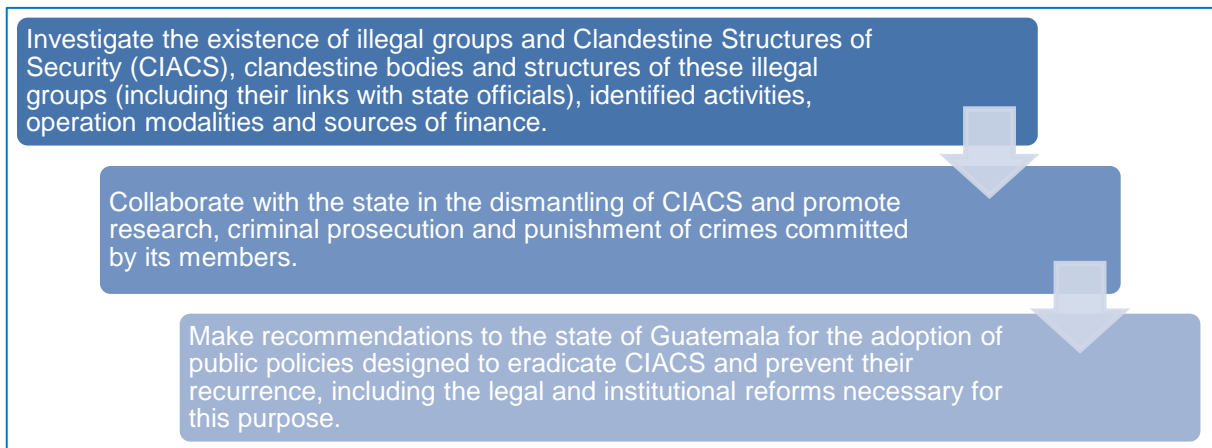 Investigate the existence of illegal groups and Clandestine Structures of
Security (CIACS), clandestine bodies and structures of these illegal
groups (including their links with state officials), identified activities,
operation modalities and sources of finance.
Collaborate with the state in the dismantling of CIACS and promote
research, criminal prosecution and punishment of crimes committed
by its members.
Make recommendations to the state of Guatemala for the adoption of
public policies designed to eradicate CIACS and prevent their
recurrence, including the legal and institutional reforms necessary for
this purpose.